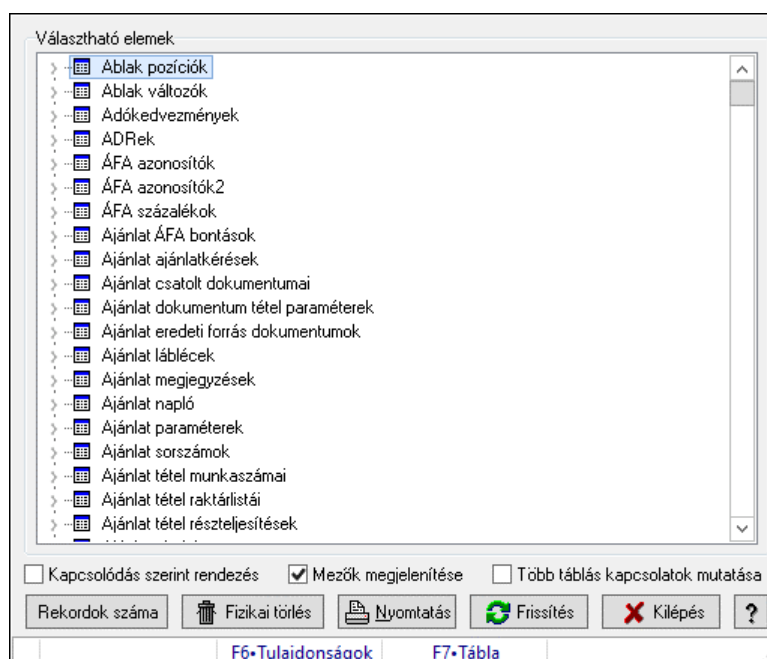 Választható elemek
Ablak pozíciók
Ablak változók
Adókedvezmények
ADRek
ÁFA azonosítók
ÁFA azonosítók2
ÁFA százalékok
Ajánlat ÁFA bontások
Ajánlat ajánlatkérések
Ajánlat csatolt dokumentumai
Ajánlat dokumentum tétel paraméterek
Ajánlat eredeti forrás dokumentumok
Ajánlat láblécek
Ajánlat megjegyzések
Ajánlat napló
Ajánlat paraméterek
Ajánlat sorszámok
Ajánlat tétel munkaszámai
Ajánlat tétel raktárlistái
Ajánlat tétel részteljesítések
Kapcsolódás szerint rendezés Mezők megjelenítése Több táblás kapcsolatok mutatása
Rekordok száma Fizikai törlés Nyomtatás Frissítés Kilépés ?
F6•Tulajdonságok F7•Tábla